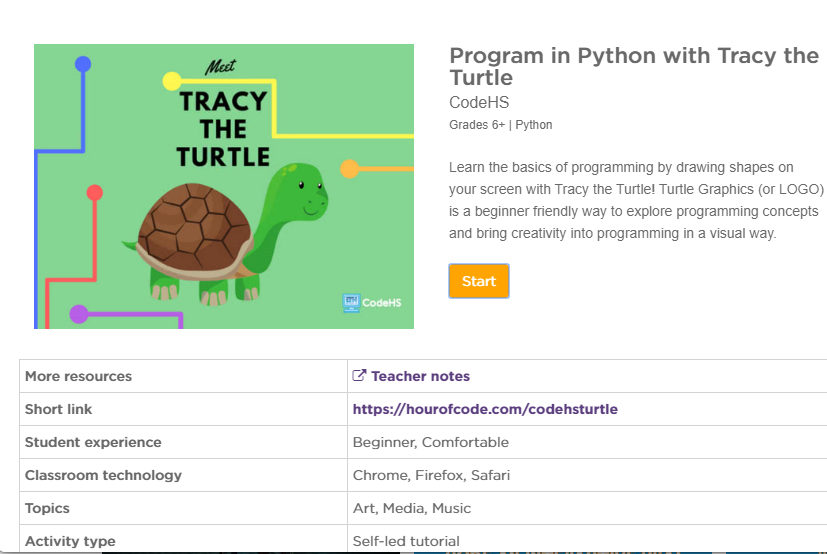 Meet
TRACY
THE
TURTLE
CodeHS
Program in Python with Tracy the
Turtle
CodeHS
Grades 6+ | Python
Learn the basics of programming by drawing shapes on
your screen with Tracy the Turtle! Turtle Graphics (or LOGO)
is a beginner friendly way to explore programming concepts
and bring creativity into programming in a visual way.
Start
More resources Teacher notes
Short link https://hourofcode.com/codehsturtle
Student experience Beginner, Comfortable
Classroom technology Chrome, Firefox, Safari
Topics Art, Media, Music
Activity type Self-led tutorial